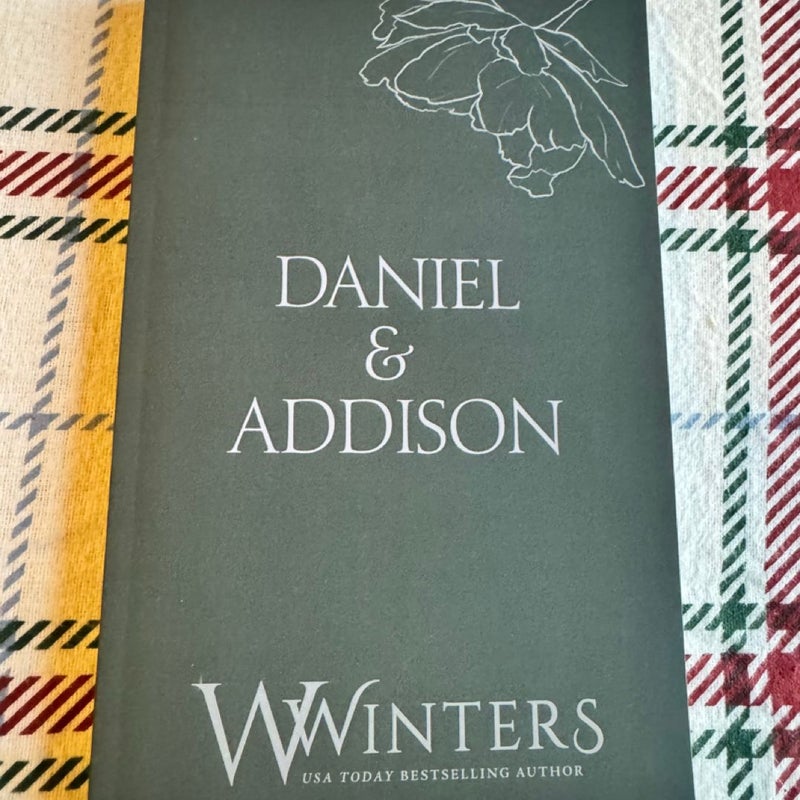 DANIEL
&
ADDISON
W WINTERS
USA TODAY BESTSELLING AUTHOR